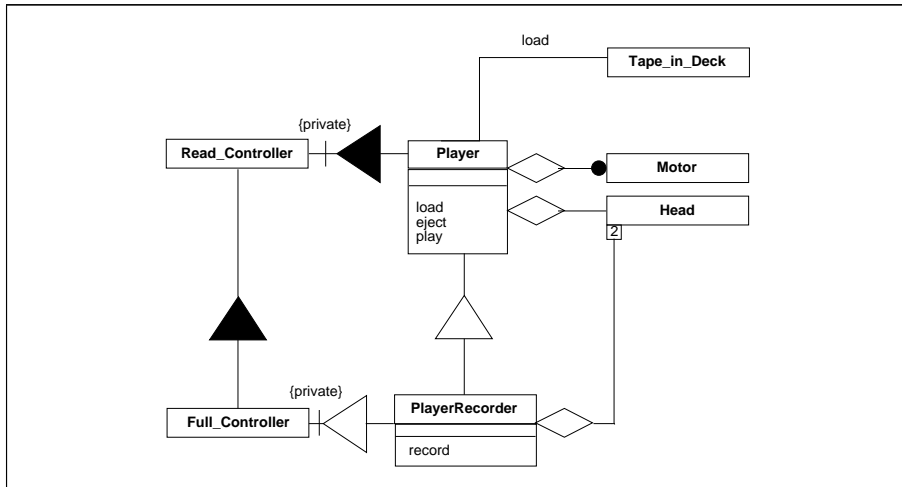 load
Tape_in_Deck
{private}
Read_Controller
Player
Motor
load
eject
play
Head
2
{private}
PlayerRecorder
Full_Controller
record